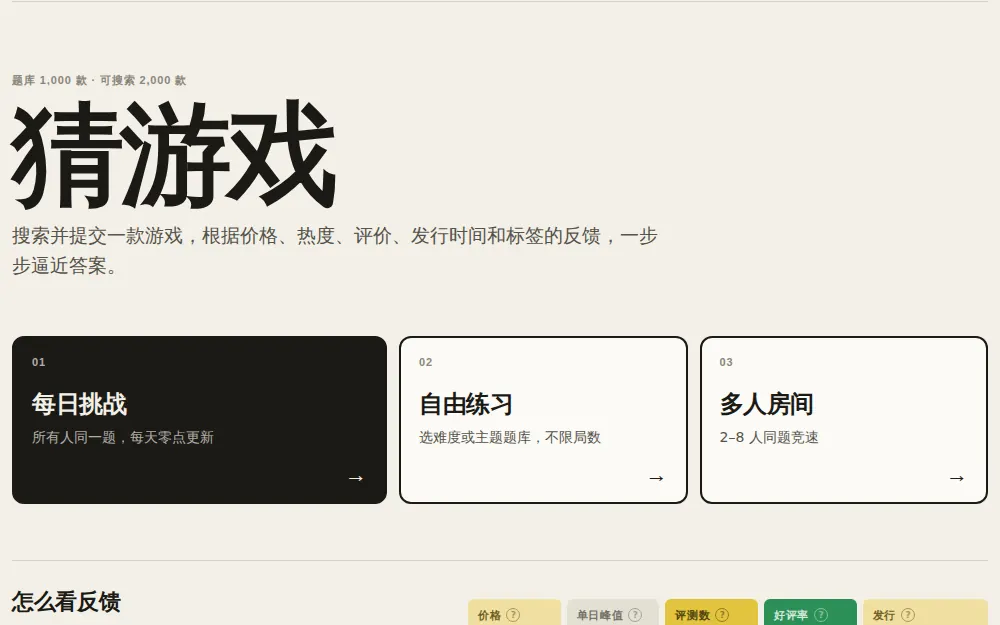 题库 1,000 款 · 可搜索 2,000 款
猜游戏
搜索并提交一款游戏，根据价格、热度、评价、发行时间和标签的反馈，一步
步逼近答案。
01
每日挑战
所有人同一题，每天零点更新
→
02
自由练习
选难度或主题题库，不限局数
→
03
多人房间
2–8 人同题竞速
→
怎么看反馈
价格 ?
单日峰值 ?
评测数 ?
好评率 ?
发行 ?